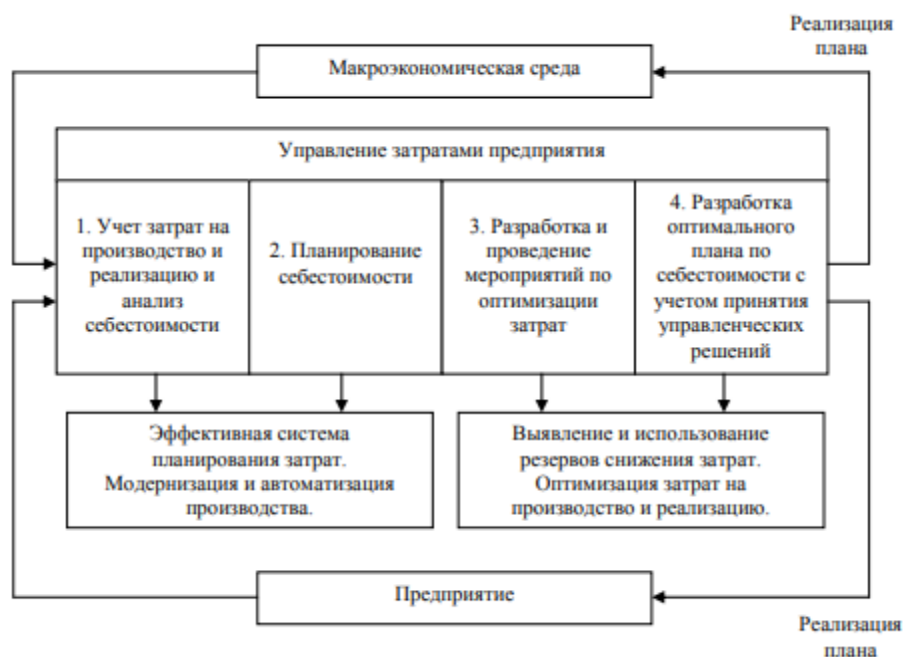 Реализация
плана
Макроэкономическая среда
Управление затратами предприятия
1. Учет затрат на
производство и
реализацию и
анализ
себестоимости
2. Планирование
себестоимости
3. Разработка и
проведение
мероприятий по
оптимизации
затрат
4. Разработка
оптимального
плана по
себестоимости с
учетом принятия
управленческих
решений
Эффективная система
планирования затрат.
Модернизация и автоматизация
производства.
Выявление и использование
резервов снижения затрат.
Оптимизация затрат на
производство и реализацию.
Предприятие
Реализация
плана